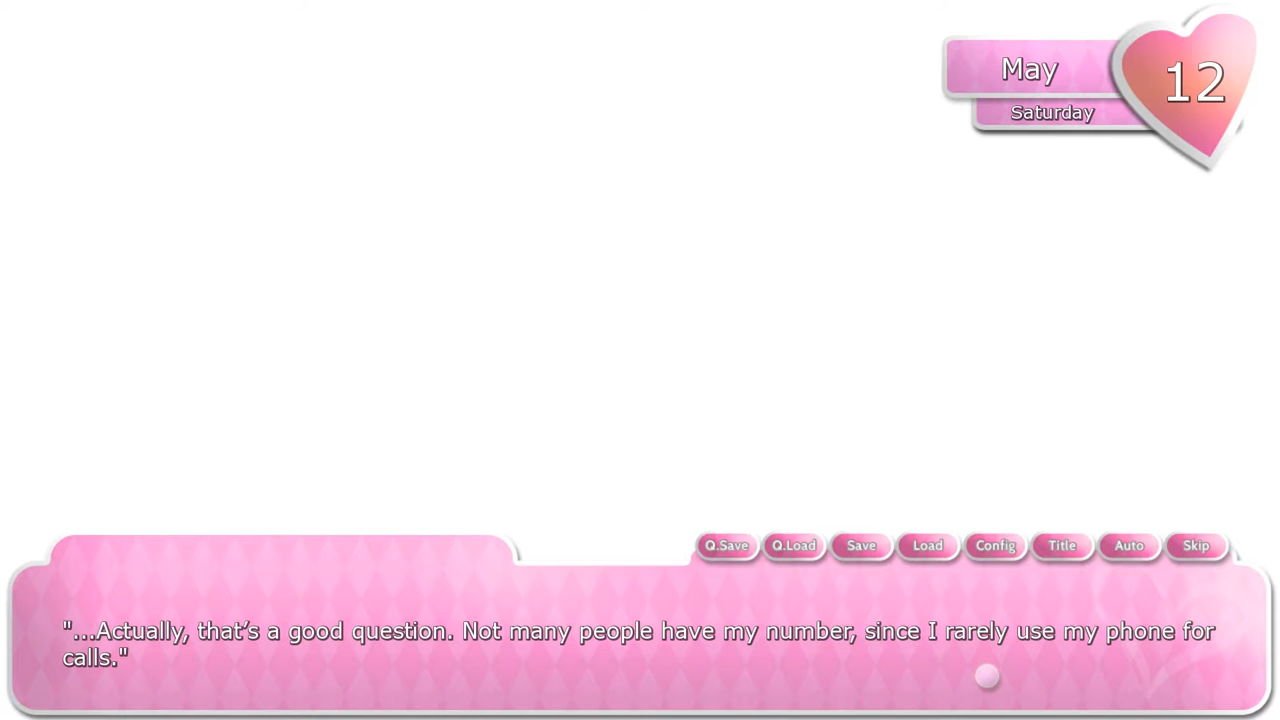 May
12
Saturday
Q.Save
Q.Load
Save
Load
Config
Title
Auto
Skip
"...Actually, that’s a good question. Not many people have my number, since I rarely use my phone for
calls."